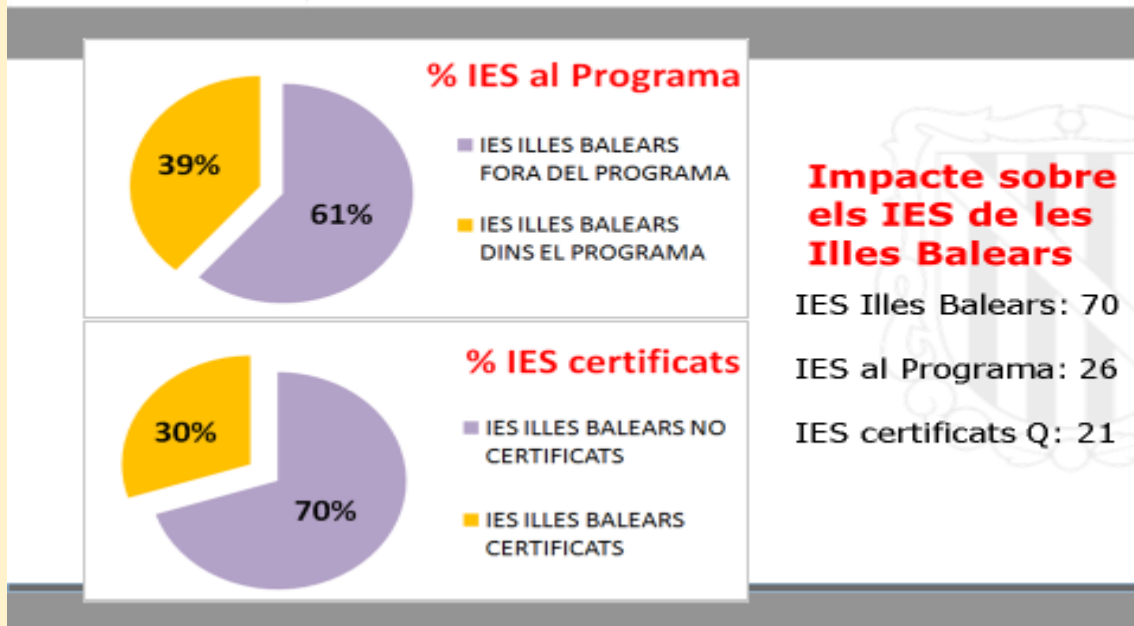 % IES al Programa
39%
61%
IES ILLES BALEARS
FORA DEL PROGRAMA
IES ILLES BALEARS
DINS EL PROGRAMA
% IES certificats
30%
70%
IES ILLES BALEARS NO
CERTIFICATS
IES ILLES BALEARS
CERTIFICATS
Impacte sobre
els IES de les
Illes Balears
IES Illes Balears: 70
IES al Programa: 26
IES certificats Q: 21